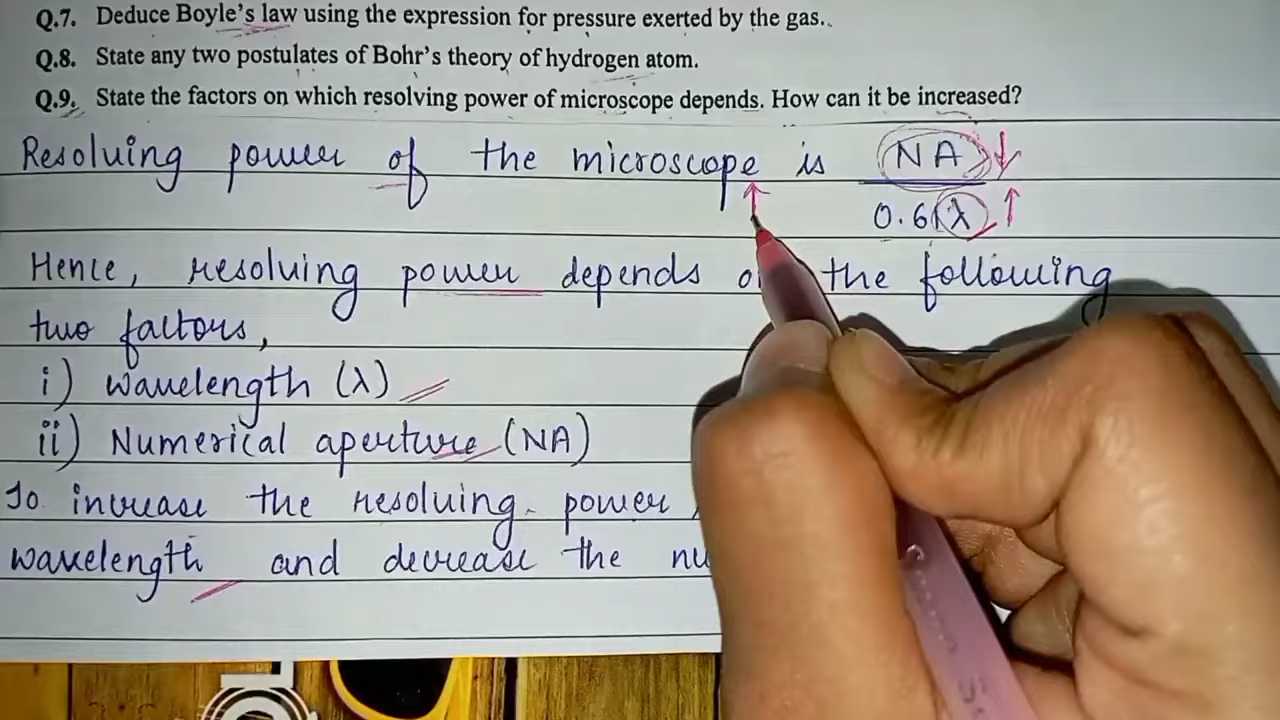 Q.7. Deduce Boyle's law using the expression for pressure exerted by the gas..
Q.8. State any two postulates of Bohr's theory of hydrogen atom.
Q.9. State the factors on which resolving power of microscope depends. How can it be increased?
Resolving power of the microscope is NA ↓
0.61λ ↑
Hence, resolving power depends the following
two factors,
i) wavelength (λ)
ii) Numerical aperture (NA)
To increase the resolving power
wavelength and decrease the